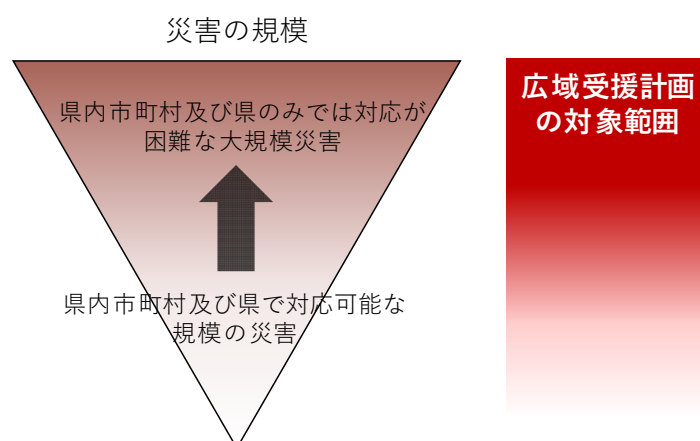 災害の規模
県内市町村及び県のみでは対応が
困難な大規模災害
県内市町村及び県で対応可能な
規模の災害
広域受援計画
の対象範囲